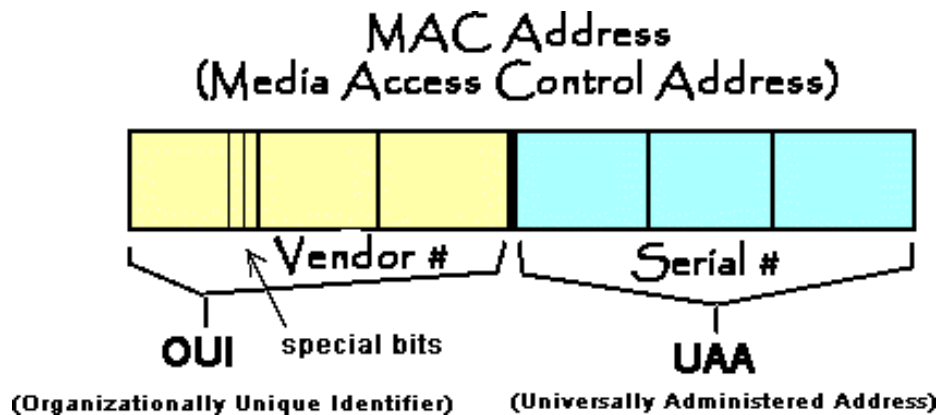 MAC Address
(Media Access Control Address)
Vendor #
Serial #
OUI
special bits
UAA
(Organizationally Unique Identifier)
(Universally Administered Address)